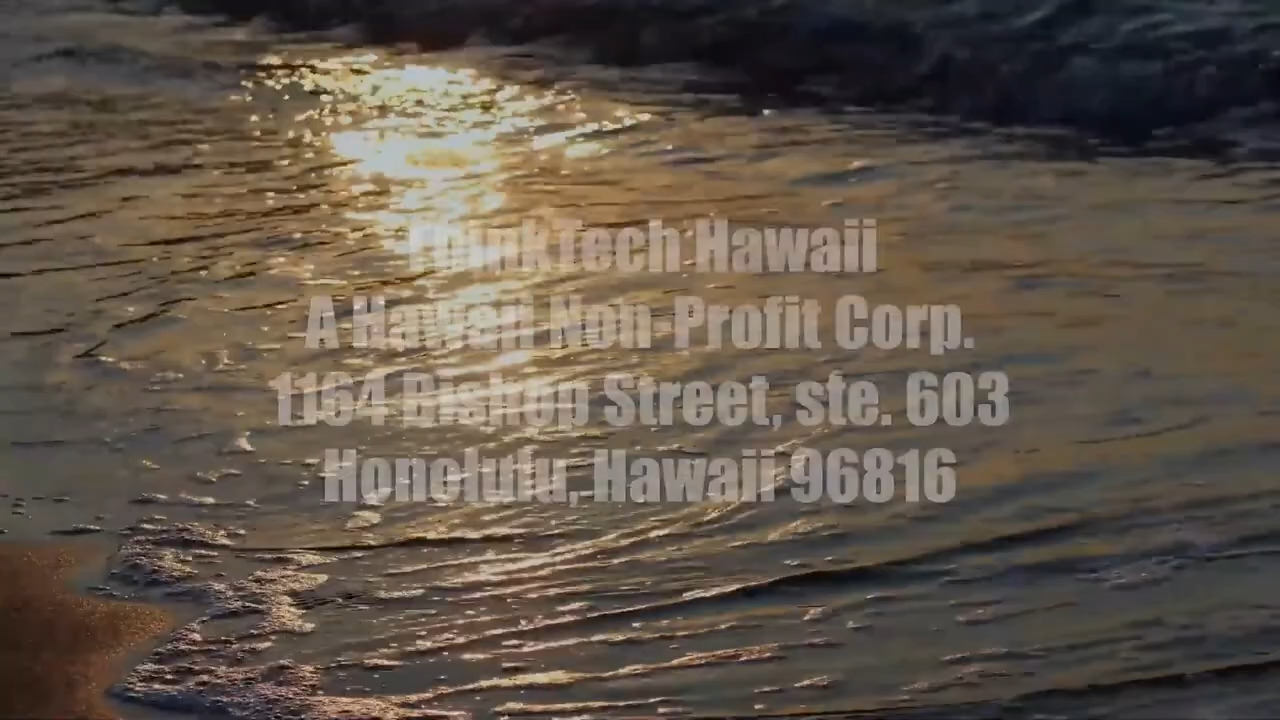 ThinkTech Hawaii
A Hawaii Non-Profit Corp.
1164 Bishop Street, ste. 603
Honolulu, Hawaii 96816